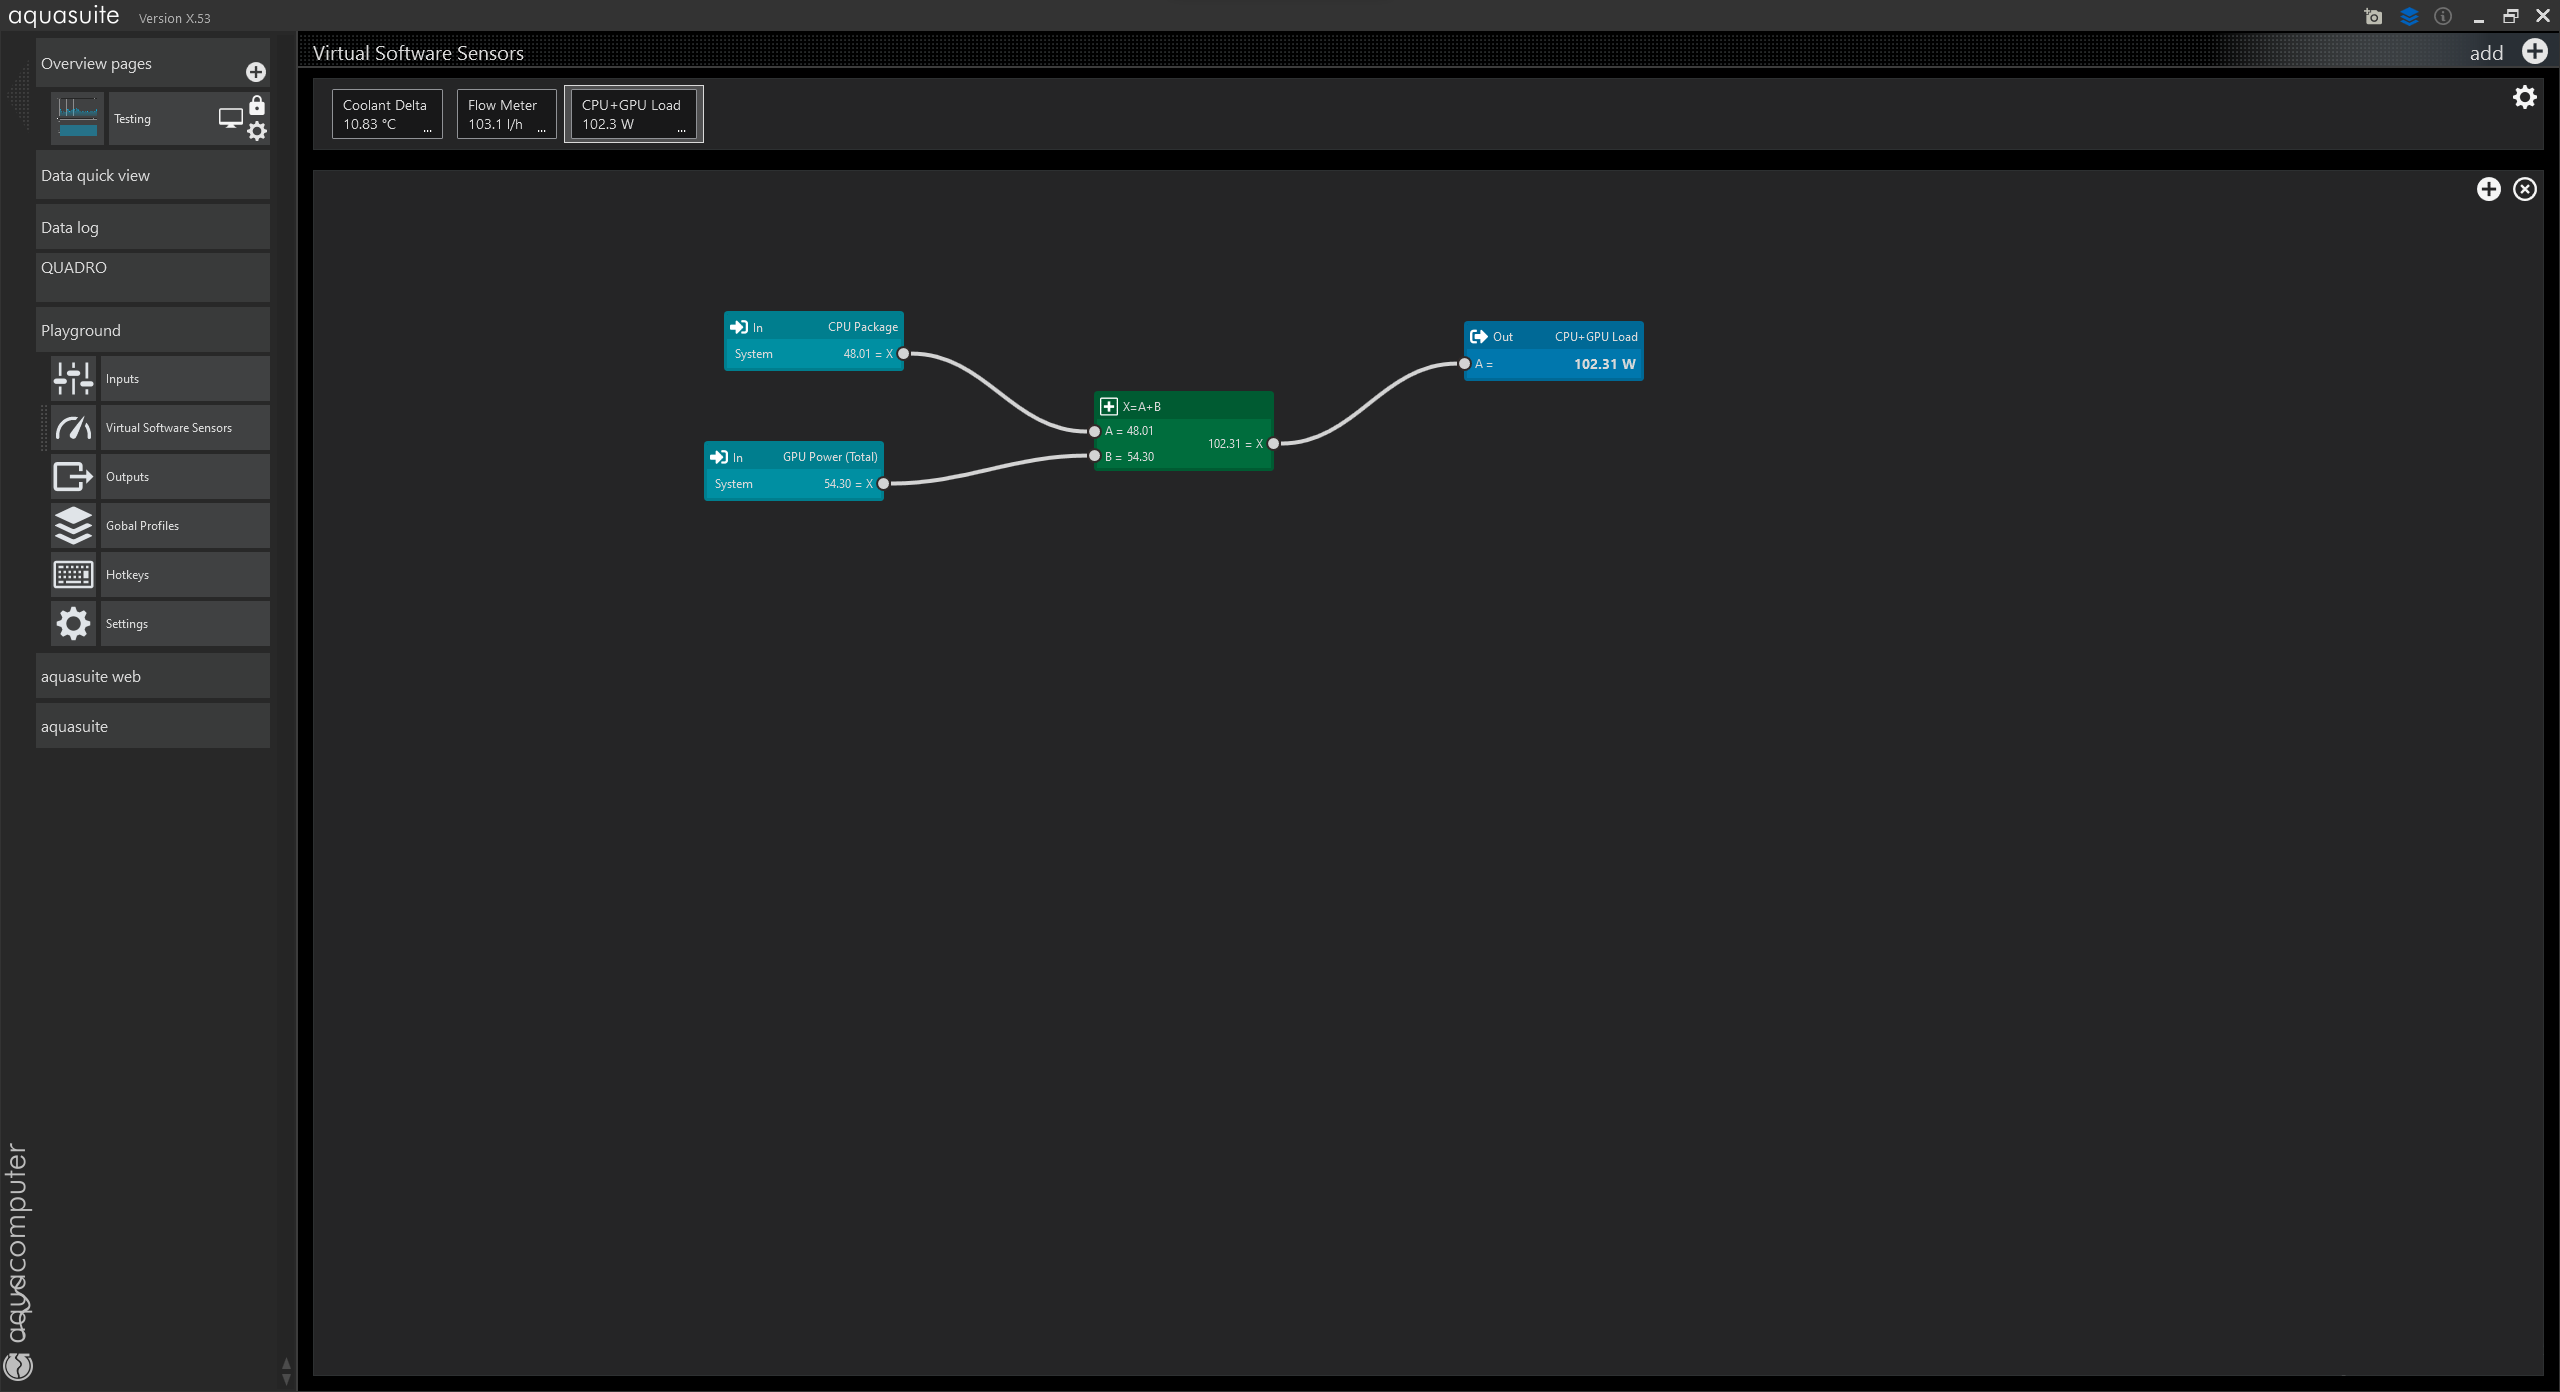 aquasuite Version X.53
Overview pages
Testing
Data quick view
Data log
QUADRO
Playground
Inputs
Virtual Software Sensors
Outputs
Gobal Profiles
Hotkeys
Settings
aquasuite web
aquasuite
aquacomputer
Virtual Software Sensors
add
Coolant Delta
10.83 °C
...
Flow Meter
103.1 l/h
...
CPU+GPU Load
102.3 W
...
In CPU Package
System 48.01 = X
In GPU Power (Total)
System 54.30 = X
X=A+B
A = 48.01
102.31 = X
B = 54.30
Out CPU+GPU Load
A = 102.31 W